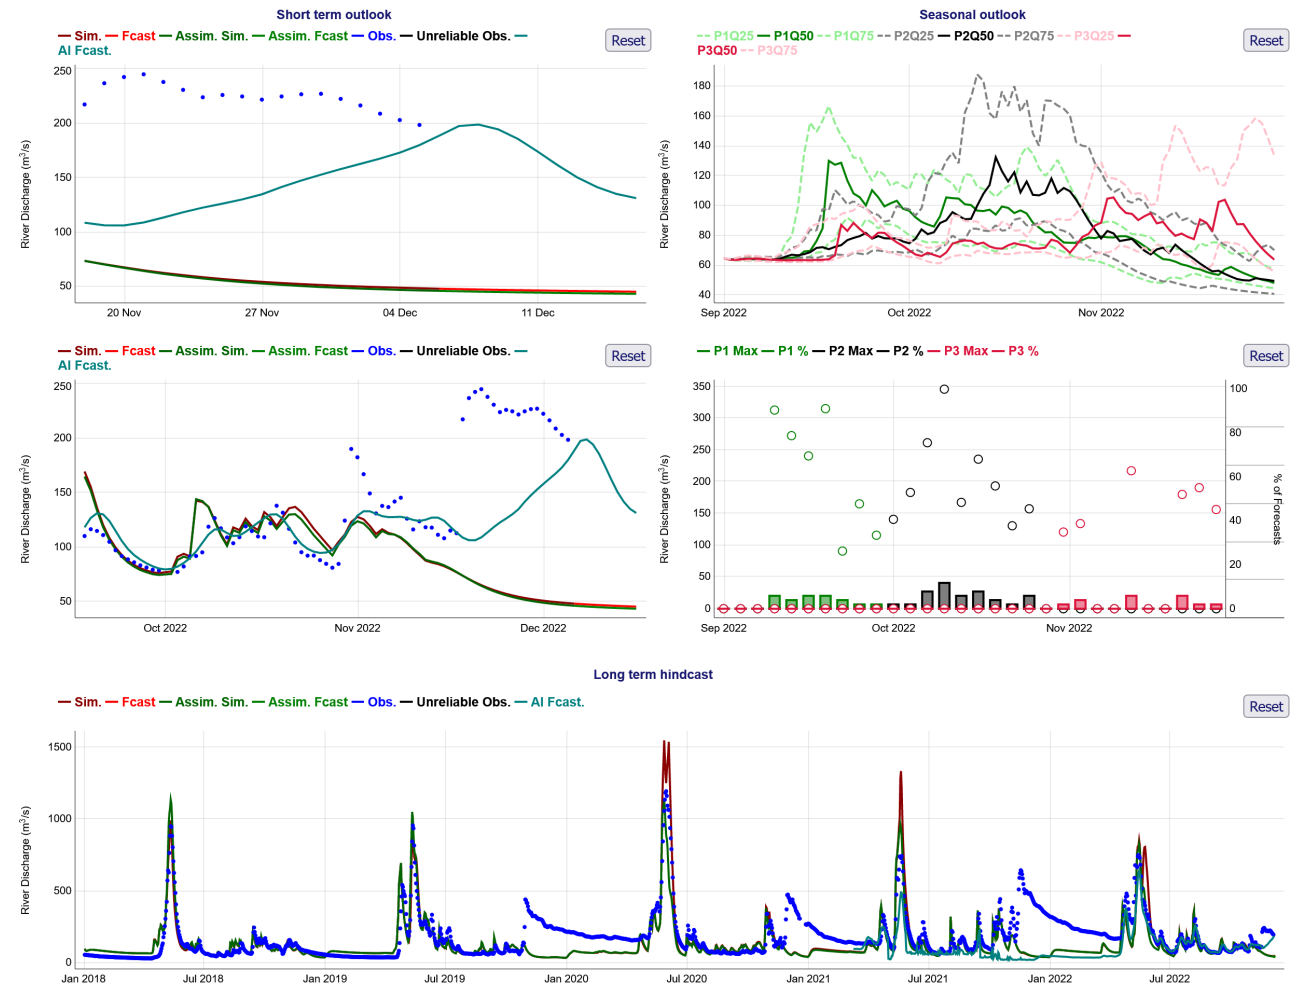 Short term outlook
Sim. Fcast Assim. Sim. Assim. Fcast Obs. Unreliable Obs.
AI Fcast.
Reset
River Discharge (m³/s)
250
200
150
100
50
20 Nov 27 Nov 04 Dec 11 Dec
Seasonal outlook
P1Q25 P1Q50 P1Q75 P2Q25 P2Q50 P2Q75 P3Q25
P3Q50 P3Q75
Reset
River Discharge (m³/s)
180
160
140
120
100
80
60
40
Sep 2022 Oct 2022 Nov 2022
Sim. Fcast Assim. Sim. Assim. Fcast Obs. Unreliable Obs.
AI Fcast.
Reset
River Discharge (m³/s)
250
200
150
100
50
Oct 2022 Nov 2022 Dec 2022
P1 Max P1 % P2 Max P2 % P3 Max P3 %
Reset
River Discharge (m³/s)
350
300
250
200
150
100
50
0
100
80
60
40
20
0
% of Forecasts
Sep 2022 Oct 2022 Nov 2022
Long term hindcast
Sim. Fcast Assim. Sim. Assim. Fcast Obs. Unreliable Obs. AI Fcast.
Reset
River Discharge (m³/s)
1500
1000
500
0
Jan 2018 Jul 2018 Jan 2019 Jul 2019 Jan 2020 Jul 2020 Jan 2021 Jul 2021 Jan 2022 Jul 2022